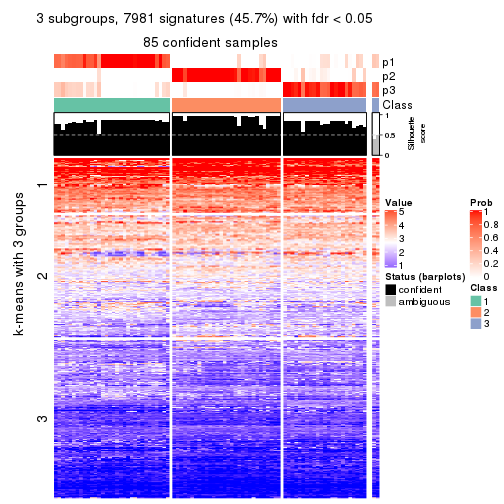 3 subgroups, 7981 signatures (45.7%) with fdr < 0.05
85 confident samples
p1
p2
p3
Class
1
0.5
0
Silhouette
score
k-means with 3 groups
1
2
3
Value
5
4
3
2
1
Status (barplots)
confident
ambiguous
Prob
1
0.8
0.6
0.4
0.2
0
Class
1
2
3